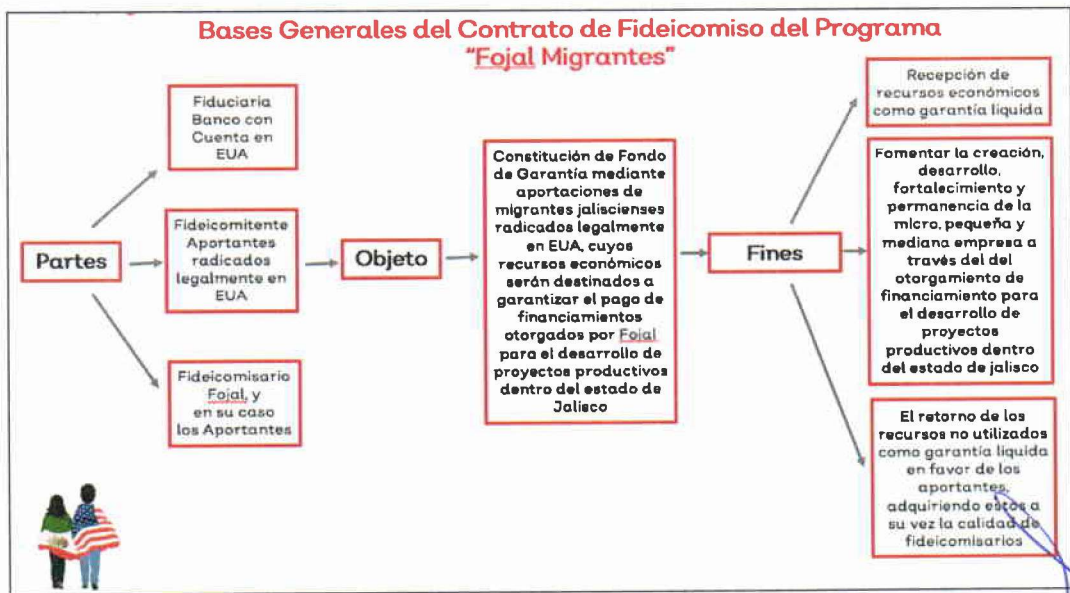 Bases Generales del Contrato de Fideicomiso del Programa
"Fojal Migrantes"
Partes
Fiduciaria
Banco con
Cuenta en
EUA
Fideicomitente
Aportantes
radicados
legalmente en
EUA
Fideicomisario
Fojal, y
en su caso
los Aportantes
Objeto
Constitución de Fondo
de Garantía mediante
aportaciones de
migrantes jaliscienses
radicados legalmente
en EUA, cuyos
recursos económicos
serán destinados a
garantizar el pago de
financiamientos
otorgados por Fojal
para el desarrollo de
proyectos productivos
dentro del estado de
Jalisco
Fines
Recepción de
recursos económicos
como garantía liquida
Fomentar la creación,
desarrollo,
fortalecimiento y
permanencia de la
micro, pequeña y
mediana empresa a
través del del
otorgamiento de
financiamiento para
el desarrollo de
proyectos
productivos dentro
del estado de jalisco
El retorno de los
recursos no utilizados
como garantía liquida
en favor de los
aportantes,
adquiriendo estos a
su vez la calidad de
fideicomisarios